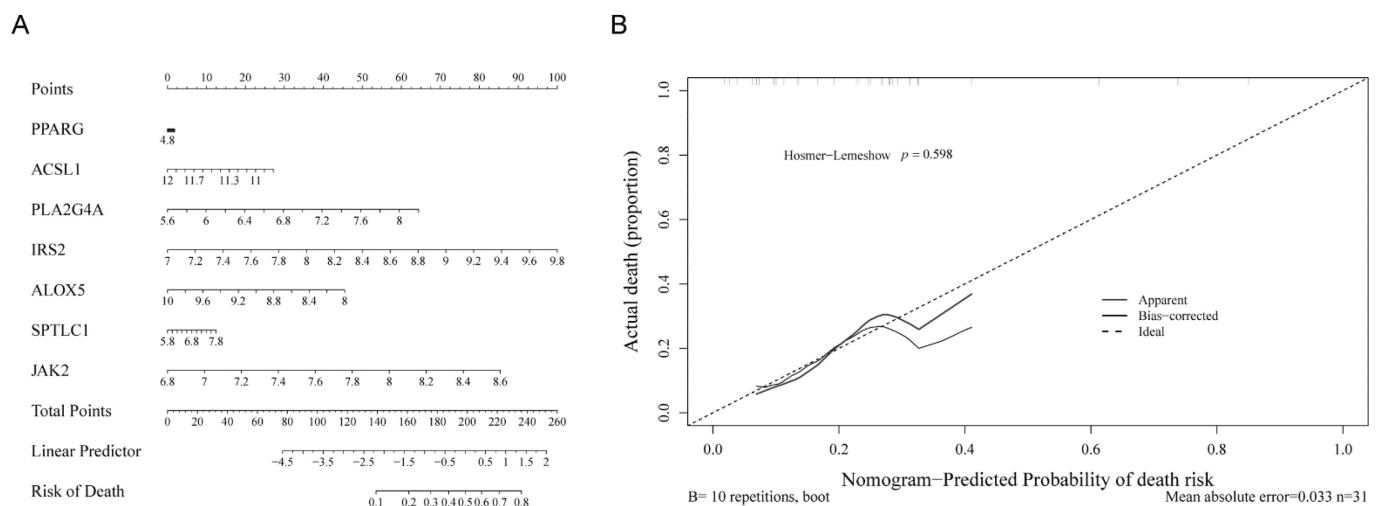 A
Points
0 10 20 30 40 50 60 70 80 90 100
PPARG
4.8
ACSL1
12 11.7 11.3 11
PLA2G4A
5.6 6 6.4 6.8 7.2 7.6 8
IRS2
7 7.2 7.4 7.6 7.8 8 8.2 8.4 8.6 8.8 9 9.2 9.4 9.6 9.8
ALOX5
10 9.6 9.2 8.8 8.4 8
SPTLC1
5.8 6.8 7.8
JAK2
6.8 7 7.2 7.4 7.6 7.8 8 8.2 8.4 8.6
Total Points
0 20 40 60 80 100 120 140 160 180 200 220 240 260
Linear Predictor
−4.5 −3.5 −2.5 −1.5 −0.5 0.5 1 1.5 2
Risk of Death
0.1 0.2 0.3 0.4 0.5 0.6 0.7 0.8
B
Actual death (proportion)
1.0
0.8
0.6
0.4
0.2
0.0
Hosmer−Lemeshow p = 0.598
Apparent
Bias−corrected
Ideal
0.0 0.2 0.4 0.6 0.8 1.0
Nomogram−Predicted Probability of death risk
B= 10 repetitions, boot
Mean absolute error=0.033 n=31